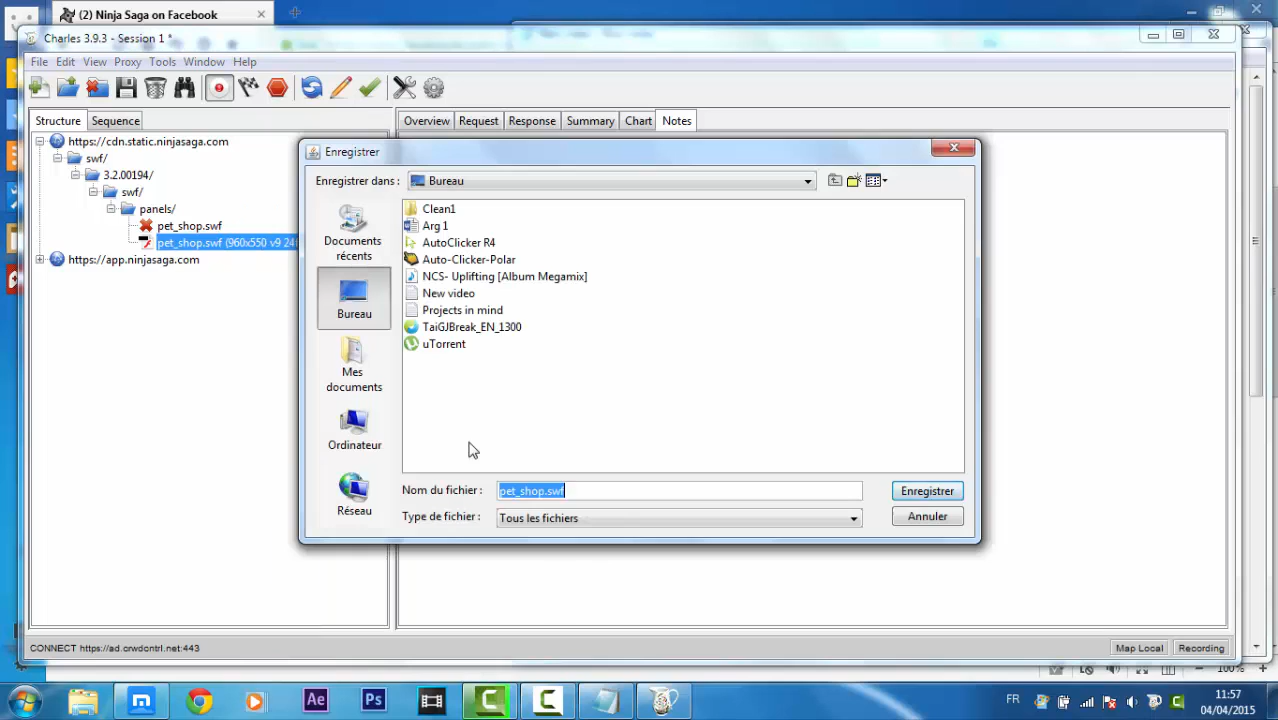 (2) Ninja Saga on Facebook
Charles 3.9.3 - Session 1 *
File Edit View Proxy Tools Window Help
Structure Sequence
Overview Request Response Summary Chart Notes
https://cdn.static.ninjasaga.com
swf/
3.2.00194/
swf/
panels/
pet_shop.swf
pet_shop.swf (960x550 v9 24
https://app.ninjasaga.com
Enregistrer
Enregistrer dans : Bureau
Documents récents
Bureau
Mes documents
Ordinateur
Réseau
Clean1
Arg 1
AutoClicker R4
Auto-Clicker-Polar
NCS- Uplifting [Album Megamix]
New video
Projects in mind
TaiGJBreak_EN_1300
uTorrent
Nom du fichier : pet_shop.swf Enregistrer
Type de fichier : Tous les fichiers Annuler
CONNECT https://ad.crwdcntrl.net:443 Map Local Recording
100%
Ae Ps FR 11:57
04/04/2015